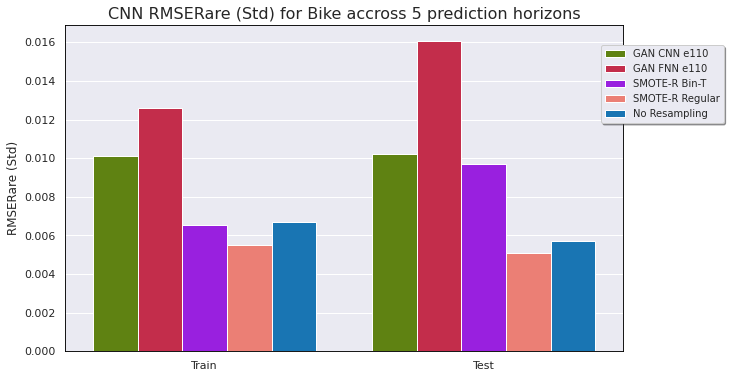 CNN RMSERare (Std) for Bike accross 5 prediction horizons
GAN CNN e110
GAN FNN e110
SMOTE-R Bin-T
SMOTE-R Regular
No Resampling
RMSERare (Std)
0.016
0.014
0.012
0.010
0.008
0.006
0.004
0.002
0.000
Train
Test